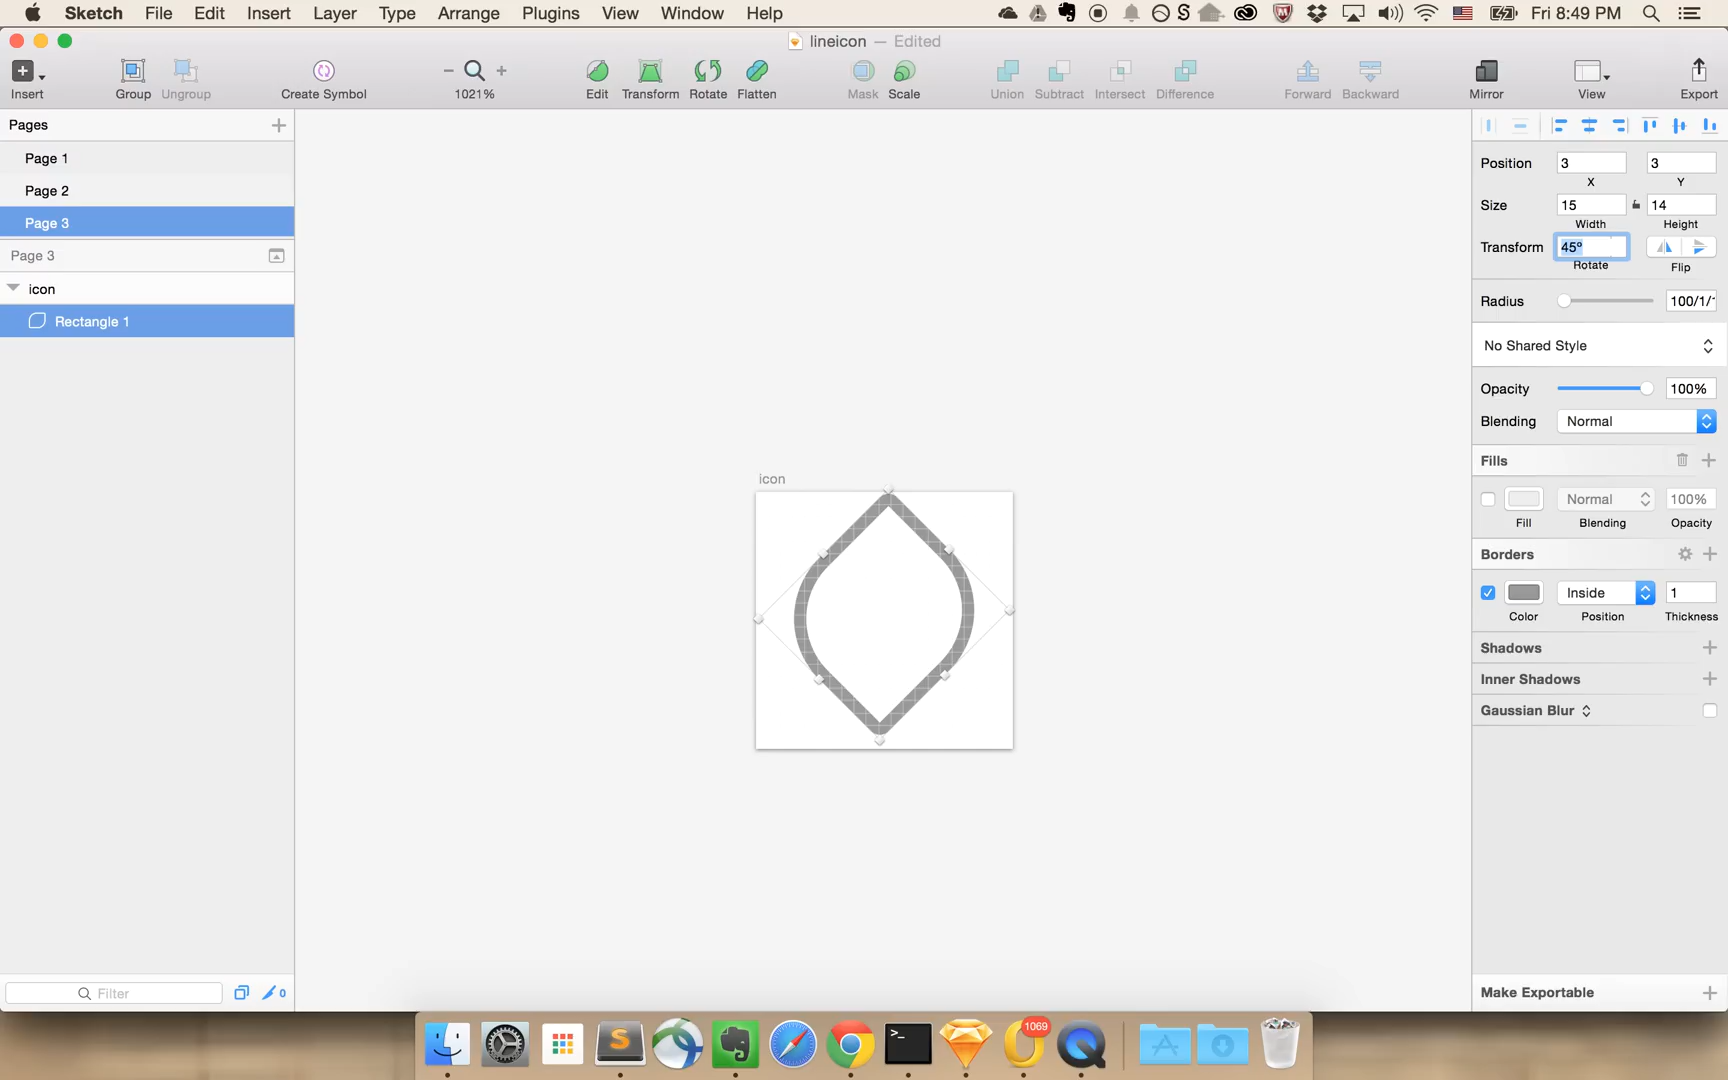 Sketch File Edit Insert Layer Type Arrange Plugins View Window Help Fri 8:49 PM
lineicon — Edited
Insert Group Ungroup Create Symbol 1021% Edit Transform Rotate Flatten Mask Scale Union Subtract Intersect Difference Forward Backward Mirror View Export
Pages
Page 1
Page 2
Page 3
Page 3
icon
Rectangle 1
Filter 0
icon
Position 3 3
X Y
Size 15 14
Width Height
Transform 45º
Rotate Flip
Radius 100/1/
No Shared Style
Opacity 100%
Blending Normal
Fills
Normal 100%
Fill Blending Opacity
Borders
Inside 1
Color Position Thickness
Shadows
Inner Shadows
Gaussian Blur
Make Exportable
S >_ 1069